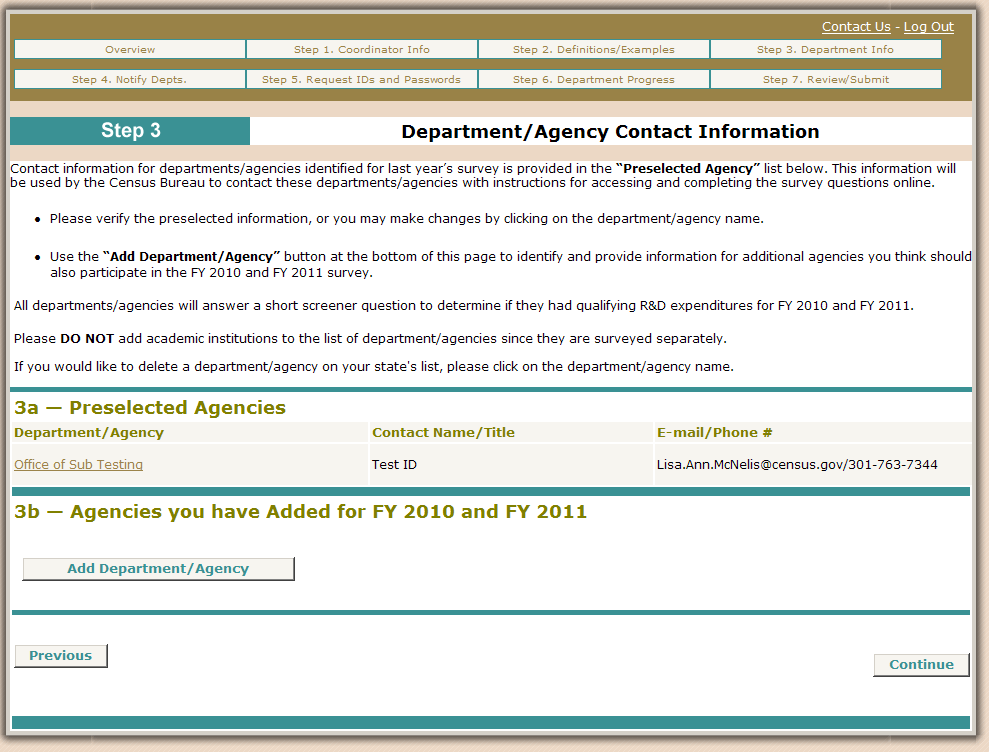 Contact Us - Log Out
Overview
Step 1. Coordinator Info
Step 2. Definitions/Examples
Step 3. Department Info
Step 4. Notify Depts.
Step 5. Request IDs and Passwords
Step 6. Department Progress
Step 7. Review/Submit
Step 3
Department/Agency Contact Information
Contact information for departments/agencies identified for last year's survey is provided in the “Preselected Agency” list below. This information will
be used by the Census Bureau to contact these departments/agencies with instructions for accessing and completing the survey questions online.
• Please verify the preselected information, or you may make changes by clicking on the department/agency name.
• Use the “Add Department/Agency” button at the bottom of this page to identify and provide information for additional agencies you think should
also participate in the FY 2010 and FY 2011 survey.
All departments/agencies will answer a short screener question to determine if they had qualifying R&D expenditures for FY 2010 and FY 2011.
Please DO NOT add academic institutions to the list of department/agencies since they are surveyed separately.
If you would like to delete a department/agency on your state's list, please click on the department/agency name.
3a — Preselected Agencies
Department/Agency
Contact Name/Title
E-mail/Phone #
Office of Sub Testing
Test ID
Lisa.Ann.McNelis@census.gov/301-763-7344
3b — Agencies you have Added for FY 2010 and FY 2011
Add Department/Agency
Previous
Continue